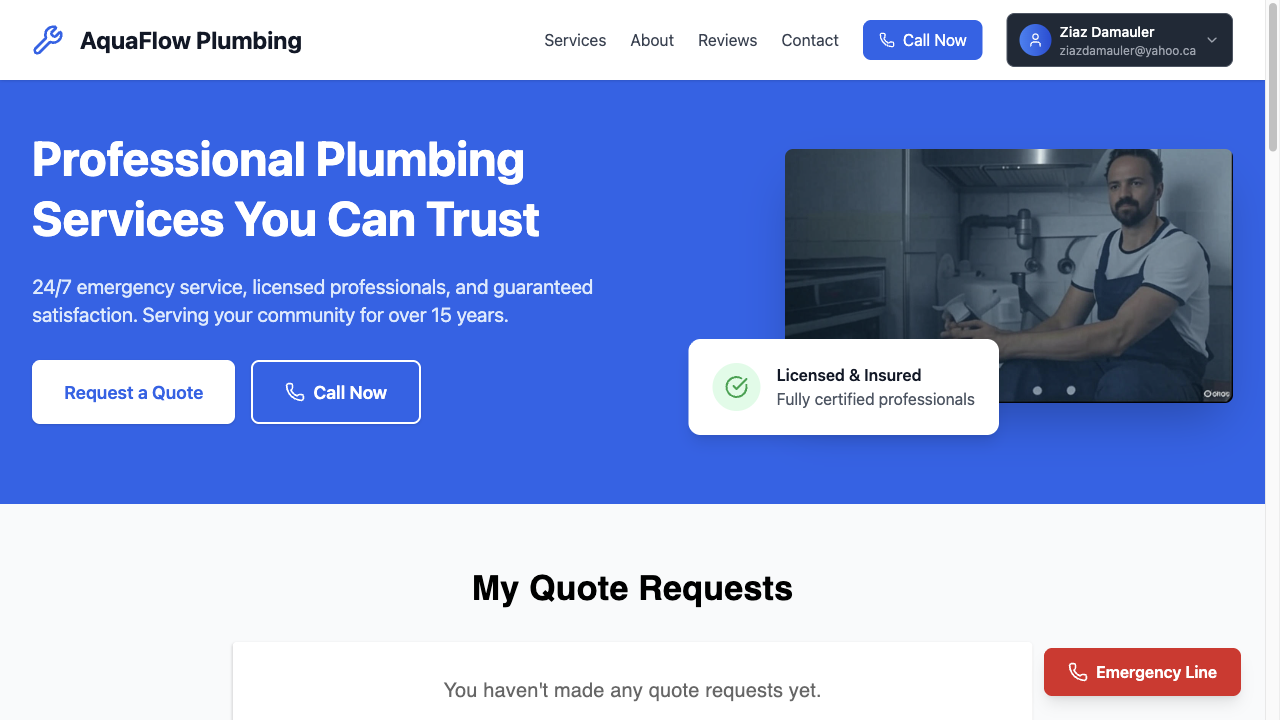 AquaFlow Plumbing
Services
About
Reviews
Contact
Call Now
Ziaz Damauler
ziazdamauler@yahoo.ca
Professional Plumbing
Services You Can Trust
24/7 emergency service, licensed professionals, and guaranteed
satisfaction. Serving your community for over 15 years.
Request a Quote
Call Now
Licensed & Insured
Fully certified professionals
My Quote Requests
You haven't made any quote requests yet.
Emergency Line